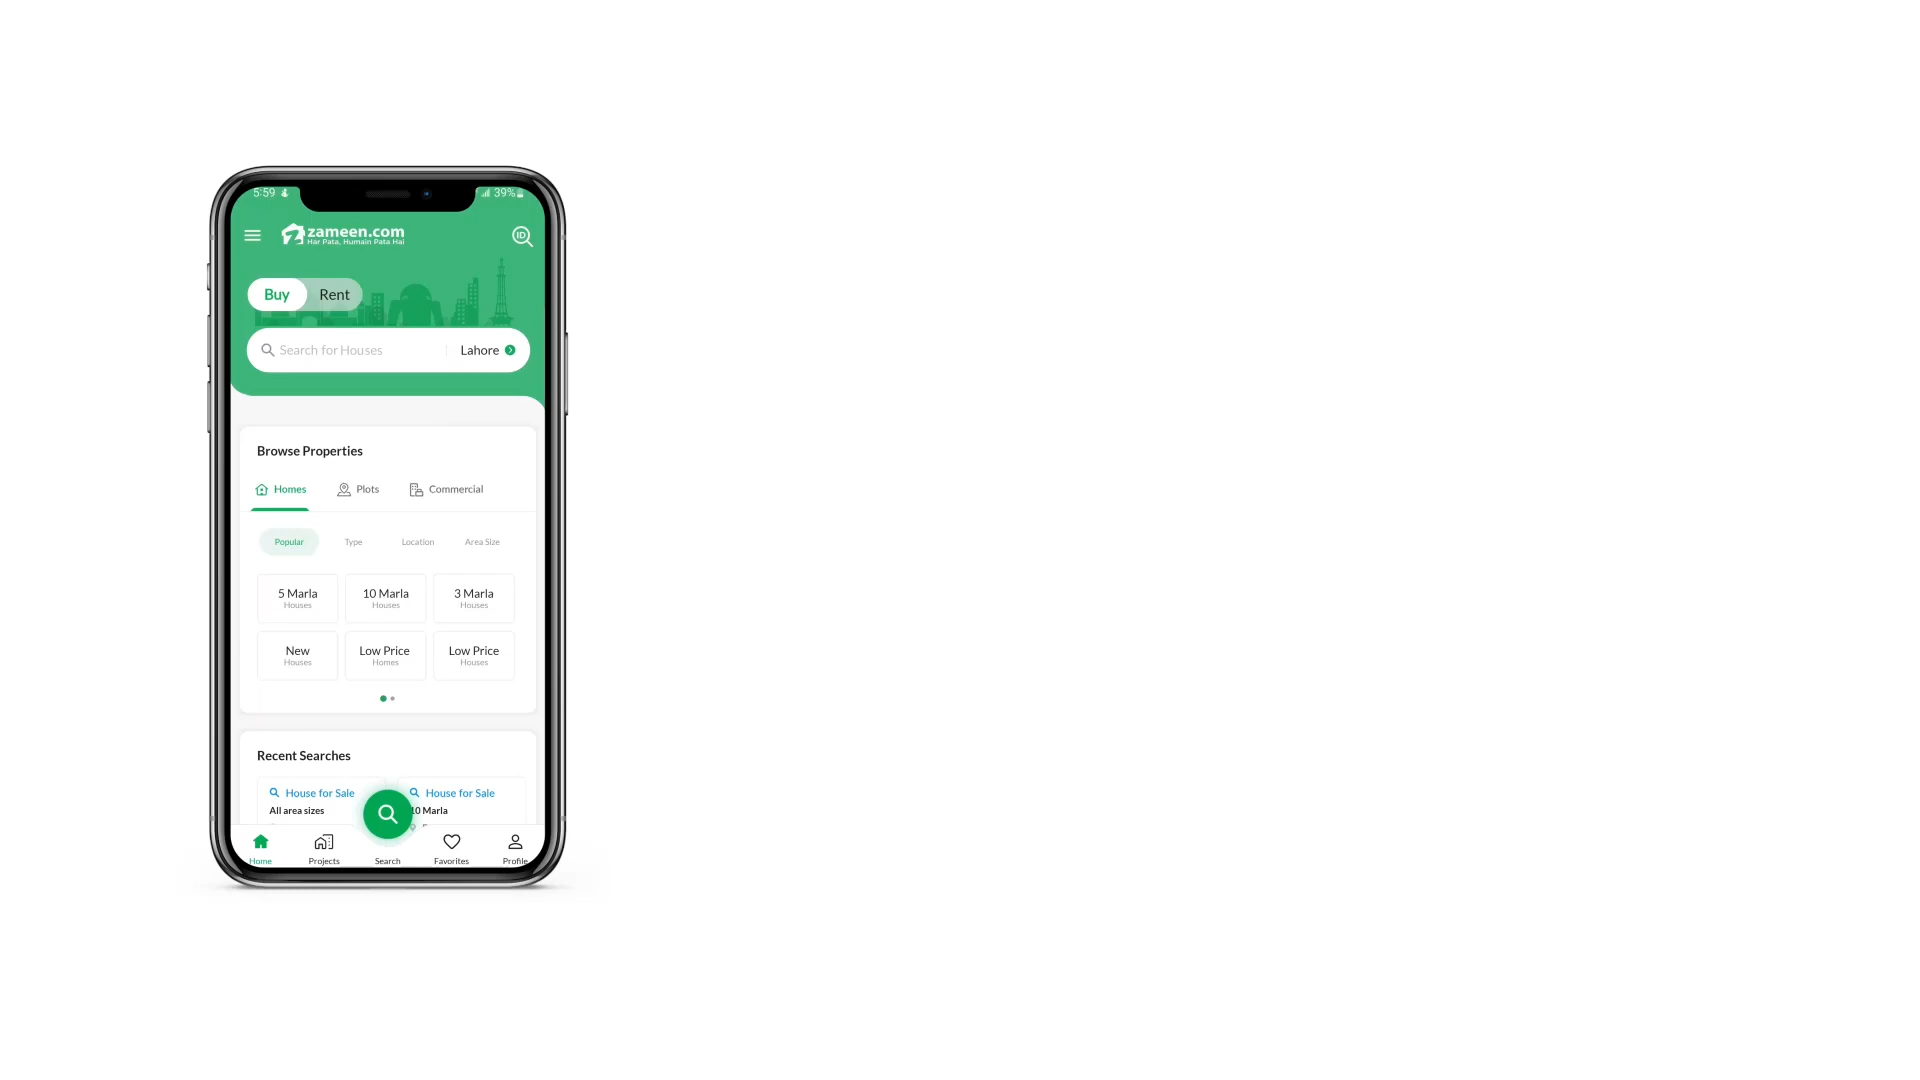 5:59
39%
zameen.com
Har Pata, Humain Pata Hai
ID
Buy Rent
Search for Houses Lahore
Browse Properties
Homes Plots Commercial
Popular Type Location Area Size
5 Marla 10 Marla 3 Marla
Houses Houses Houses
New Low Price Low Price
Houses Homes Houses
Recent Searches
House for Sale House for Sale
All area sizes 10 Marla
Home Projects Search Favorites Profile